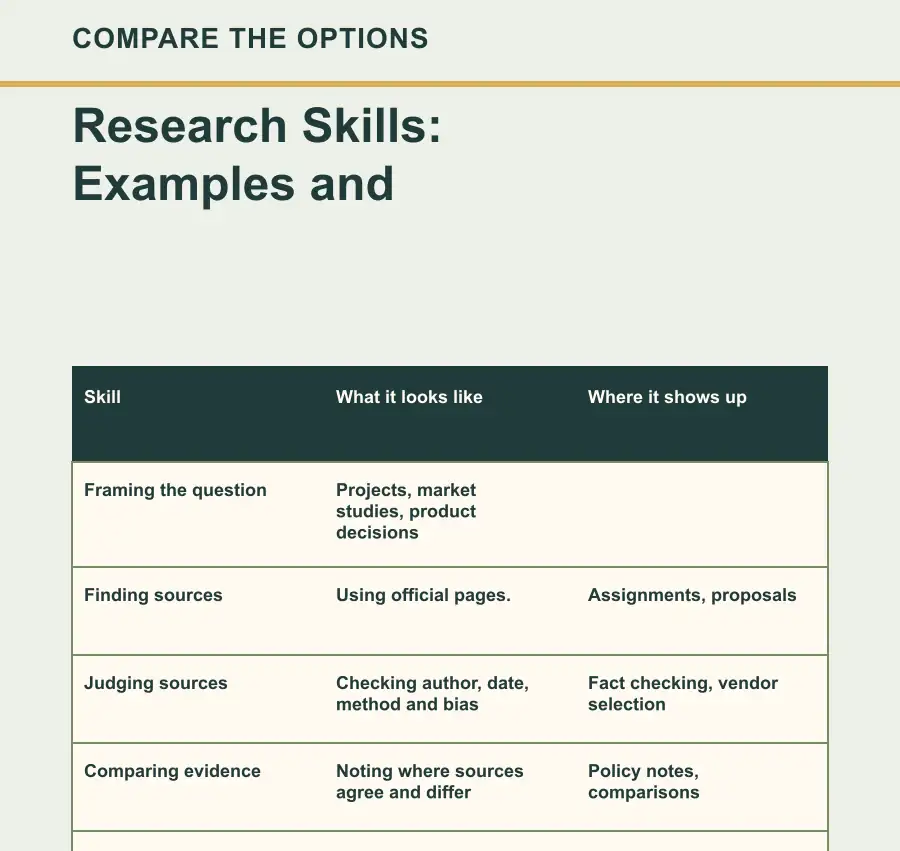 COMPARE THE OPTIONS
Research Skills:
Examples and
Skill What it looks like Where it shows up
Framing the question Projects, market
studies, product
decisions
Finding sources Using official pages. Assignments, proposals
Judging sources Checking author, date, Fact checking, vendor
method and bias selection
Comparing evidence Noting where sources Policy notes,
agree and differ comparisons